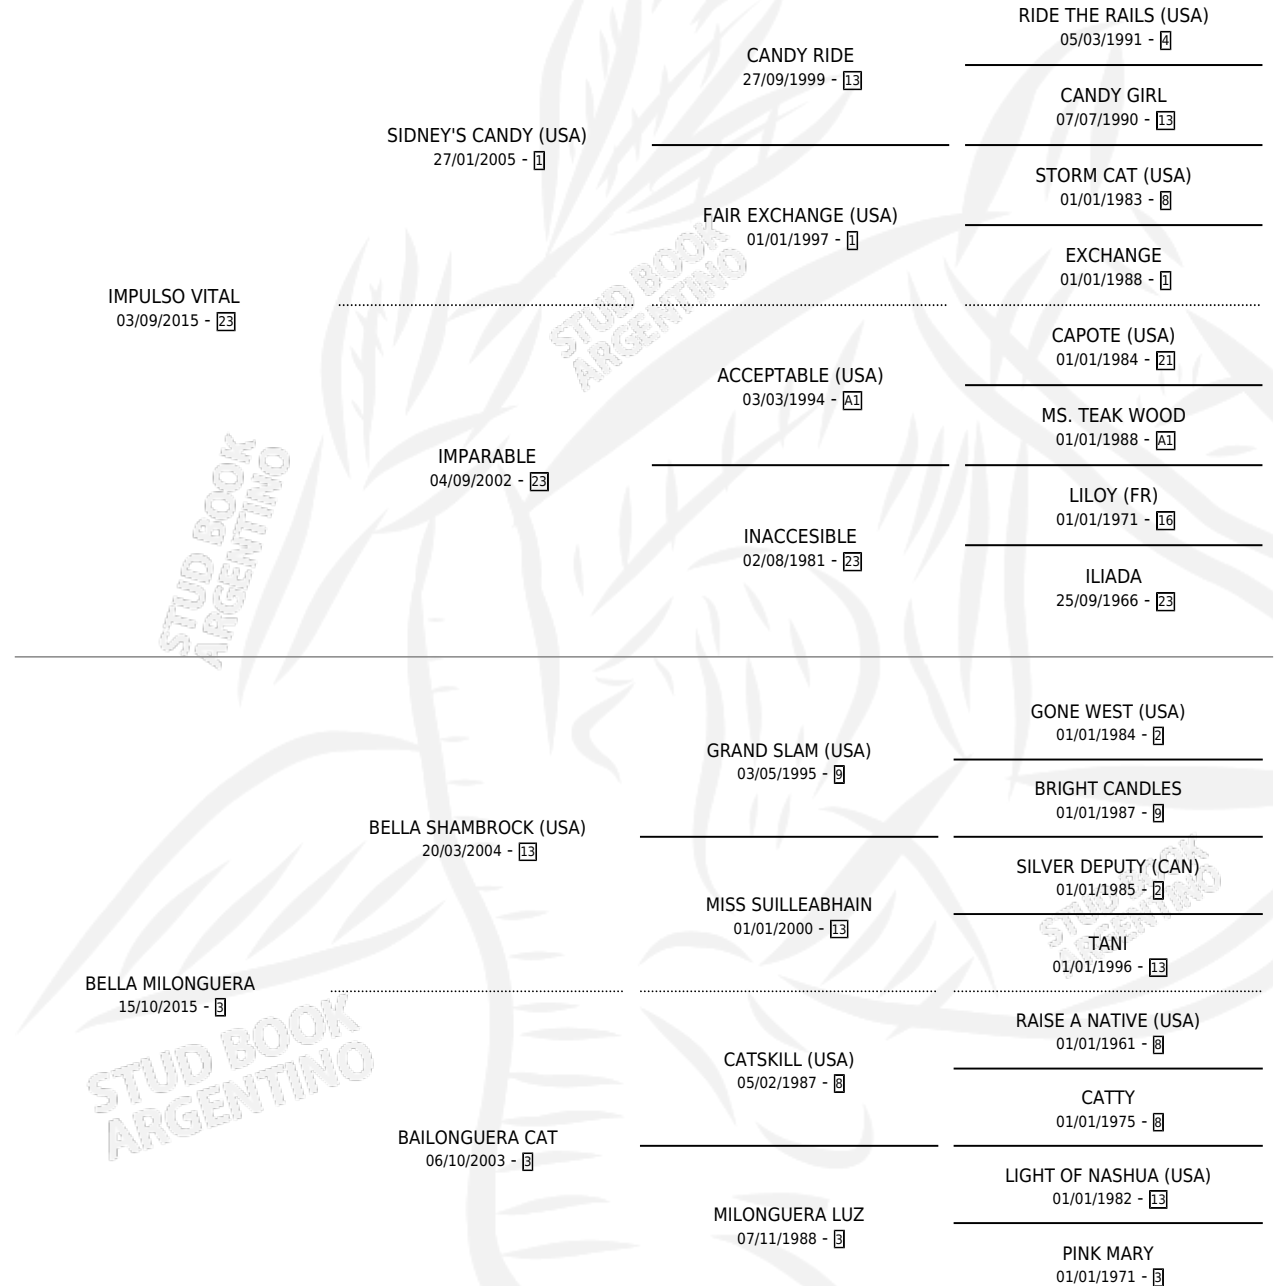 RIDE THE RAILS (USA)
05/03/1991 - 4
CANDY RIDE
27/09/1999 - 13
CANDY GIRL
07/07/1990 - 13
SIDNEY'S CANDY (USA)
27/01/2005 - 1
STORM CAT (USA)
01/01/1983 - 8
FAIR EXCHANGE (USA)
01/01/1997 - 1
EXCHANGE
01/01/1988 - 1
IMPULSO VITAL
03/09/2015 - 23
STUD BOOK
ARGENTINO
CAPOTE (USA)
01/01/1984 - 21
ACCEPTABLE (USA)
03/03/1994 - A1
MS. TEAK WOOD
01/01/1988 - A1
IMPARABLE
04/09/2002 - 23
LILOY (FR)
01/01/1971 - 16
INACCESIBLE
02/08/1981 - 23
ILIADA
25/09/1966 - 23
STUD BOOK
ARGENTINO
GONE WEST (USA)
01/01/1984 - 2
GRAND SLAM (USA)
03/05/1995 - 9
BRIGHT CANDLES
01/01/1987 - 9
BELLA SHAMBROCK (USA)
20/03/2004 - 13
SILVER DEPUTY (CAN)
01/01/1985 - 2
MISS SUILLEABHAIN
01/01/2000 - 13
STUD BOOK
ARGENTINO
TANI
01/01/1996 - 13
BELLA MILONGUERA
15/10/2015 - 3
RAISE A NATIVE (USA)
01/01/1961 - 8
CATSKILL (USA)
05/02/1987 - 8
STUD BOOK
ARGENTINO
CATTY
01/01/1975 - 8
BAILONGUERA CAT
06/10/2003 - 3
LIGHT OF NASHUA (USA)
01/01/1982 - 13
MILONGUERA LUZ
07/11/1988 - 3
PINK MARY
01/01/1971 - 3